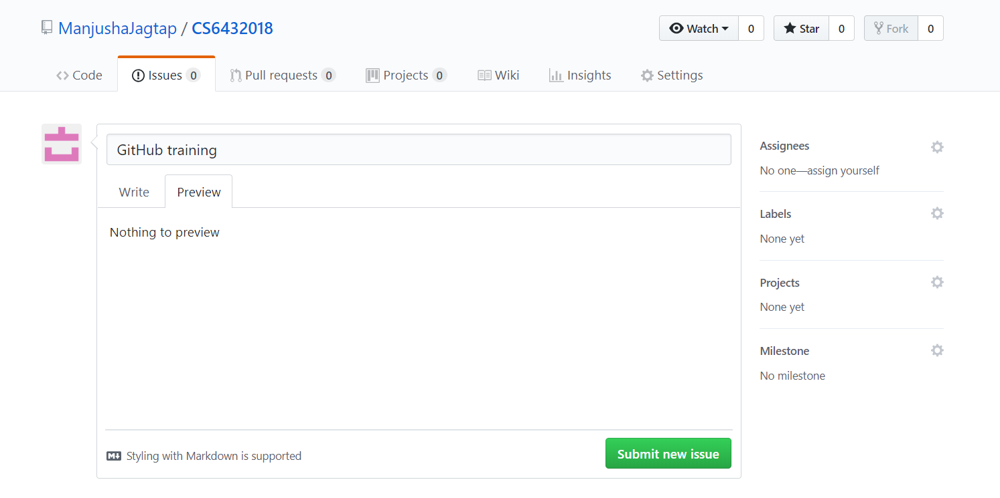 ManjushaJagtap / CS6432018
Watch 0 Star 0 Fork 0
Code Issues 0 Pull requests 0 Projects 0 Wiki Insights Settings
GitHub training
Write Preview
Nothing to preview
Styling with Markdown is supported
Submit new issue
Assignees
No one—assign yourself
Labels
None yet
Projects
None yet
Milestone
No milestone